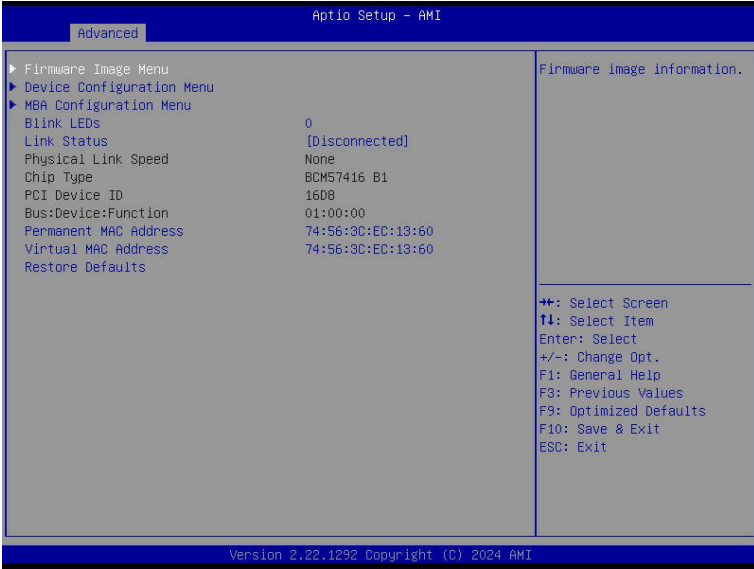 Aptio Setup – AMI
Advanced
Firmware Image Menu
Device Configuration Menu
MBA Configuration Menu
Blink LEDs 0
Link Status [Disconnected]
Physical Link Speed None
Chip Type BCM57416 B1
PCI Device ID 16D8
Bus:Device:Function 01:00:00
Permanent MAC Address 74:56:3C:EC:13:60
Virtual MAC Address 74:56:3C:EC:13:60
Restore Defaults
Firmware image information.
→←: Select Screen
↑↓: Select Item
Enter: Select
+/-: Change Opt.
F1: General Help
F3: Previous Values
F9: Optimized Defaults
F10: Save & Exit
ESC: Exit
Version 2.22.1292 Copyright (C) 2024 AMI